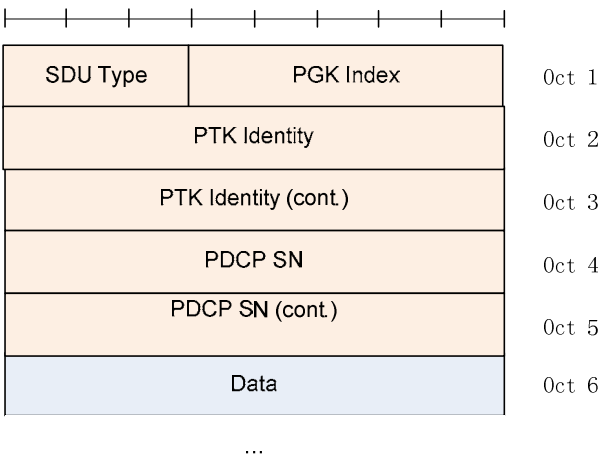 SDU Type PGK Index Oct 1
PTK Identity Oct 2
PTK Identity (cont.) Oct 3
PDCP SN Oct 4
PDCP SN (cont.) Oct 5
Data Oct 6
...